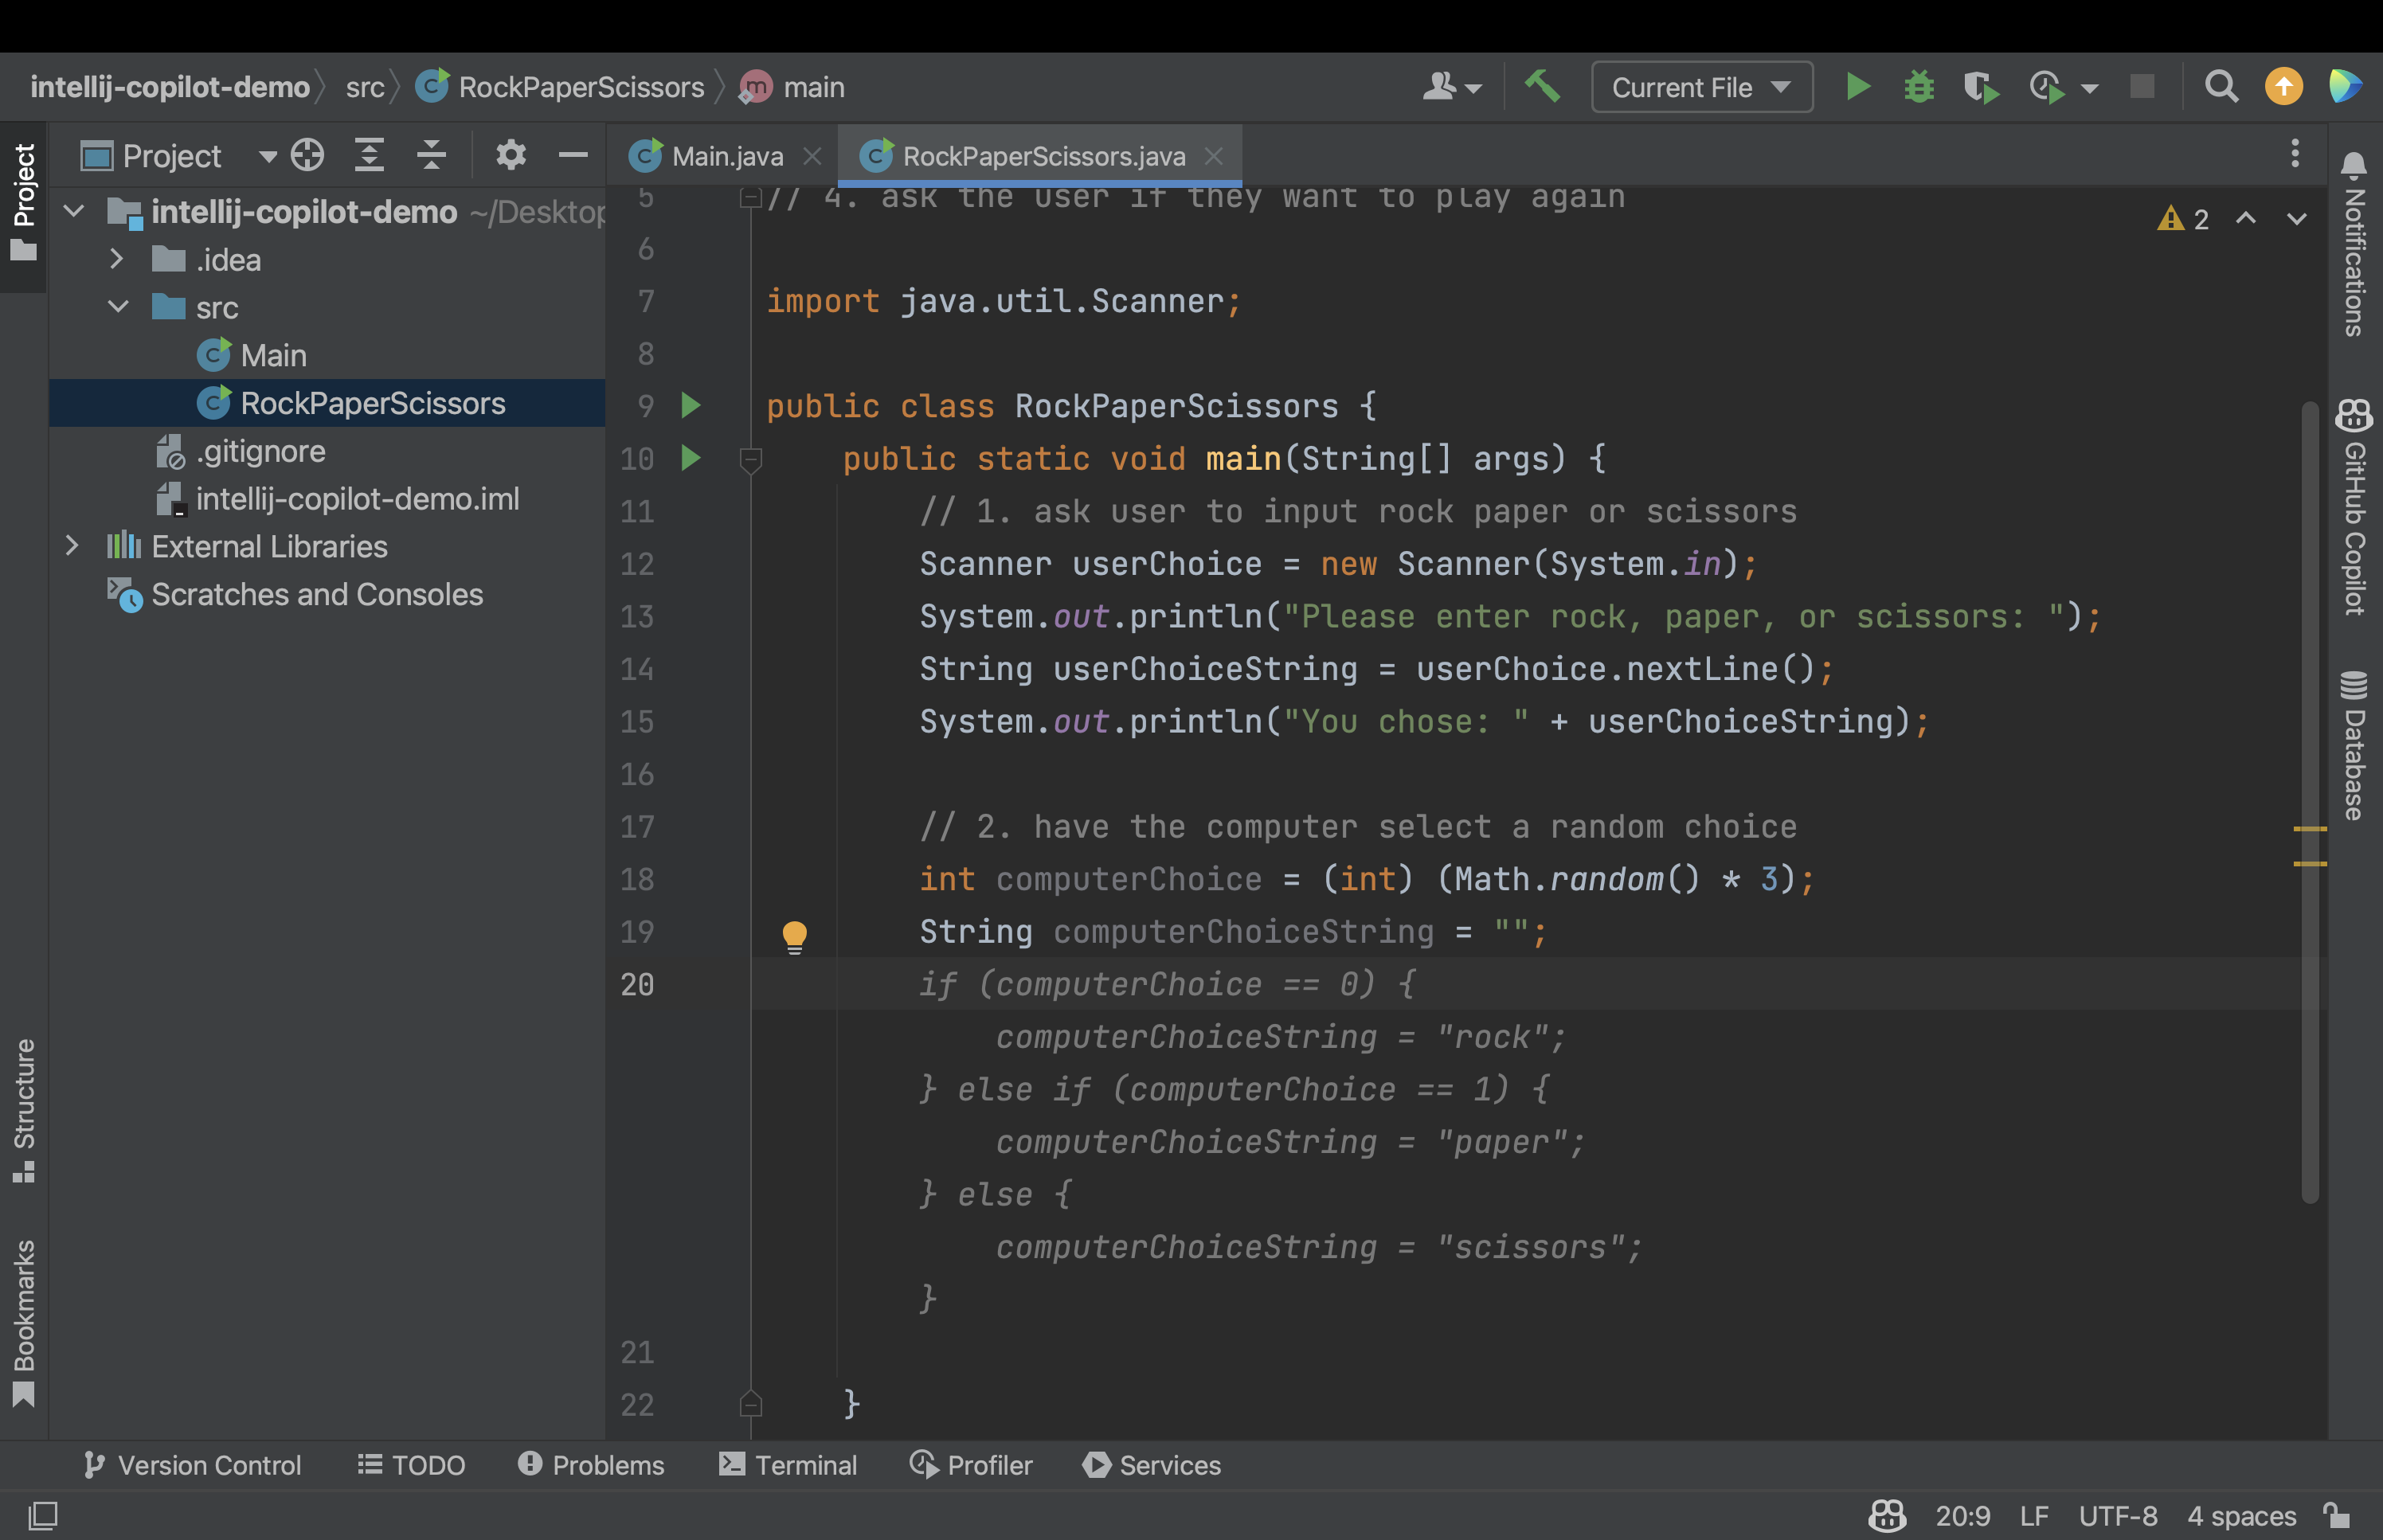 intellij-copilot-demo src RockPaperScissors main Current File
Project
Project
Main.java
RockPaperScissors.java
intellij-copilot-demo ~/Desktop
.idea
src
Main
RockPaperScissors
.gitignore
intellij-copilot-demo.iml
External Libraries
Scratches and Consoles
Structure
Bookmarks
2
5 // 4. ask the user if they want to play again
6
7 import java.util.Scanner;
8
9 public class RockPaperScissors {
10 public static void main(String[] args) {
11 // 1. ask user to input rock paper or scissors
12 Scanner userChoice = new Scanner(System.in);
13 System.out.println("Please enter rock, paper, or scissors: ");
14 String userChoiceString = userChoice.nextLine();
15 System.out.println("You chose: " + userChoiceString);
16
17 // 2. have the computer select a random choice
18 int computerChoice = (int) (Math.random() * 3);
19 String computerChoiceString = "";
20 if (computerChoice == 0) {
computerChoiceString = "rock";
} else if (computerChoice == 1) {
computerChoiceString = "paper";
} else {
computerChoiceString = "scissors";
}
21
22 }
Notifications
GitHub Copilot
Database
Version Control TODO Problems Terminal Profiler Services
20:9 LF UTF-8 4 spaces